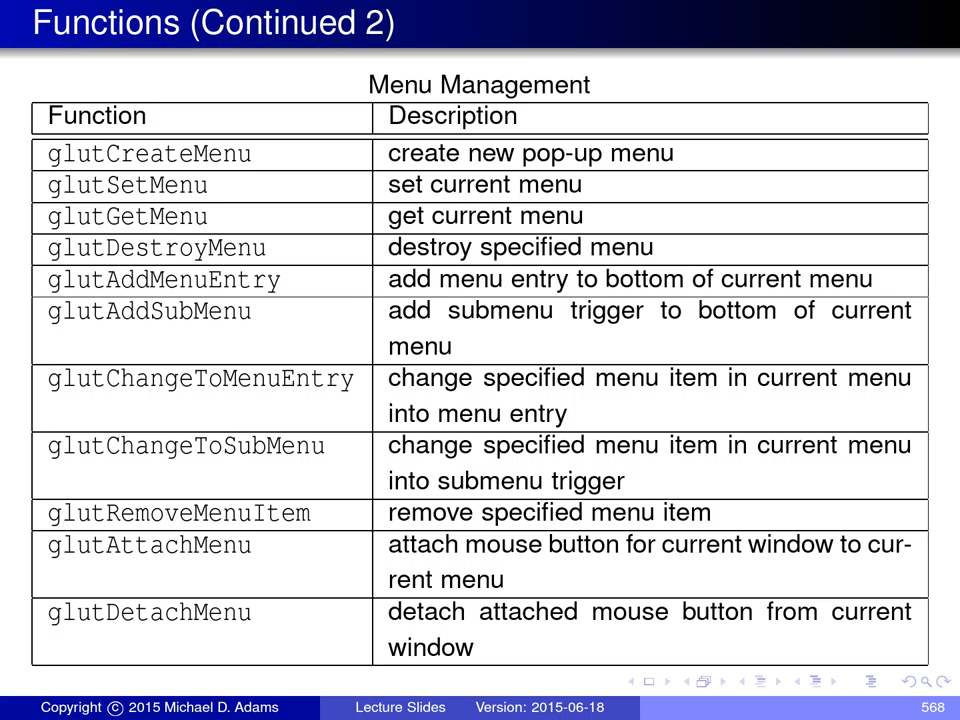 Functions (Continued 2)
Menu Management
Function Description
glutCreateMenu create new pop-up menu
glutSetMenu set current menu
glutGetMenu get current menu
glutDestroyMenu destroy specified menu
glutAddMenuEntry add menu entry to bottom of current menu
glutAddSubMenu add submenu trigger to bottom of current
menu
glutChangeToMenuEntry change specified menu item in current menu
into menu entry
glutChangeToSubMenu change specified menu item in current menu
into submenu trigger
glutRemoveMenuItem remove specified menu item
glutAttachMenu attach mouse button for current window to cur-
rent menu
glutDetachMenu detach attached mouse button from current
window
Copyright © 2015 Michael D. Adams Lecture Slides Version: 2015-06-18 568